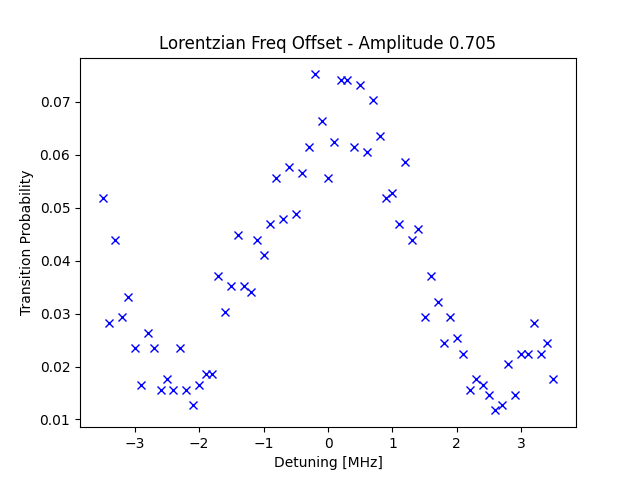 Lorentzian Freq Offset - Amplitude 0.705
Transition Probability
0.07
0.06
0.05
0.04
0.03
0.02
0.01
−3 −2 −1 0 1 2 3
Detuning [MHz]